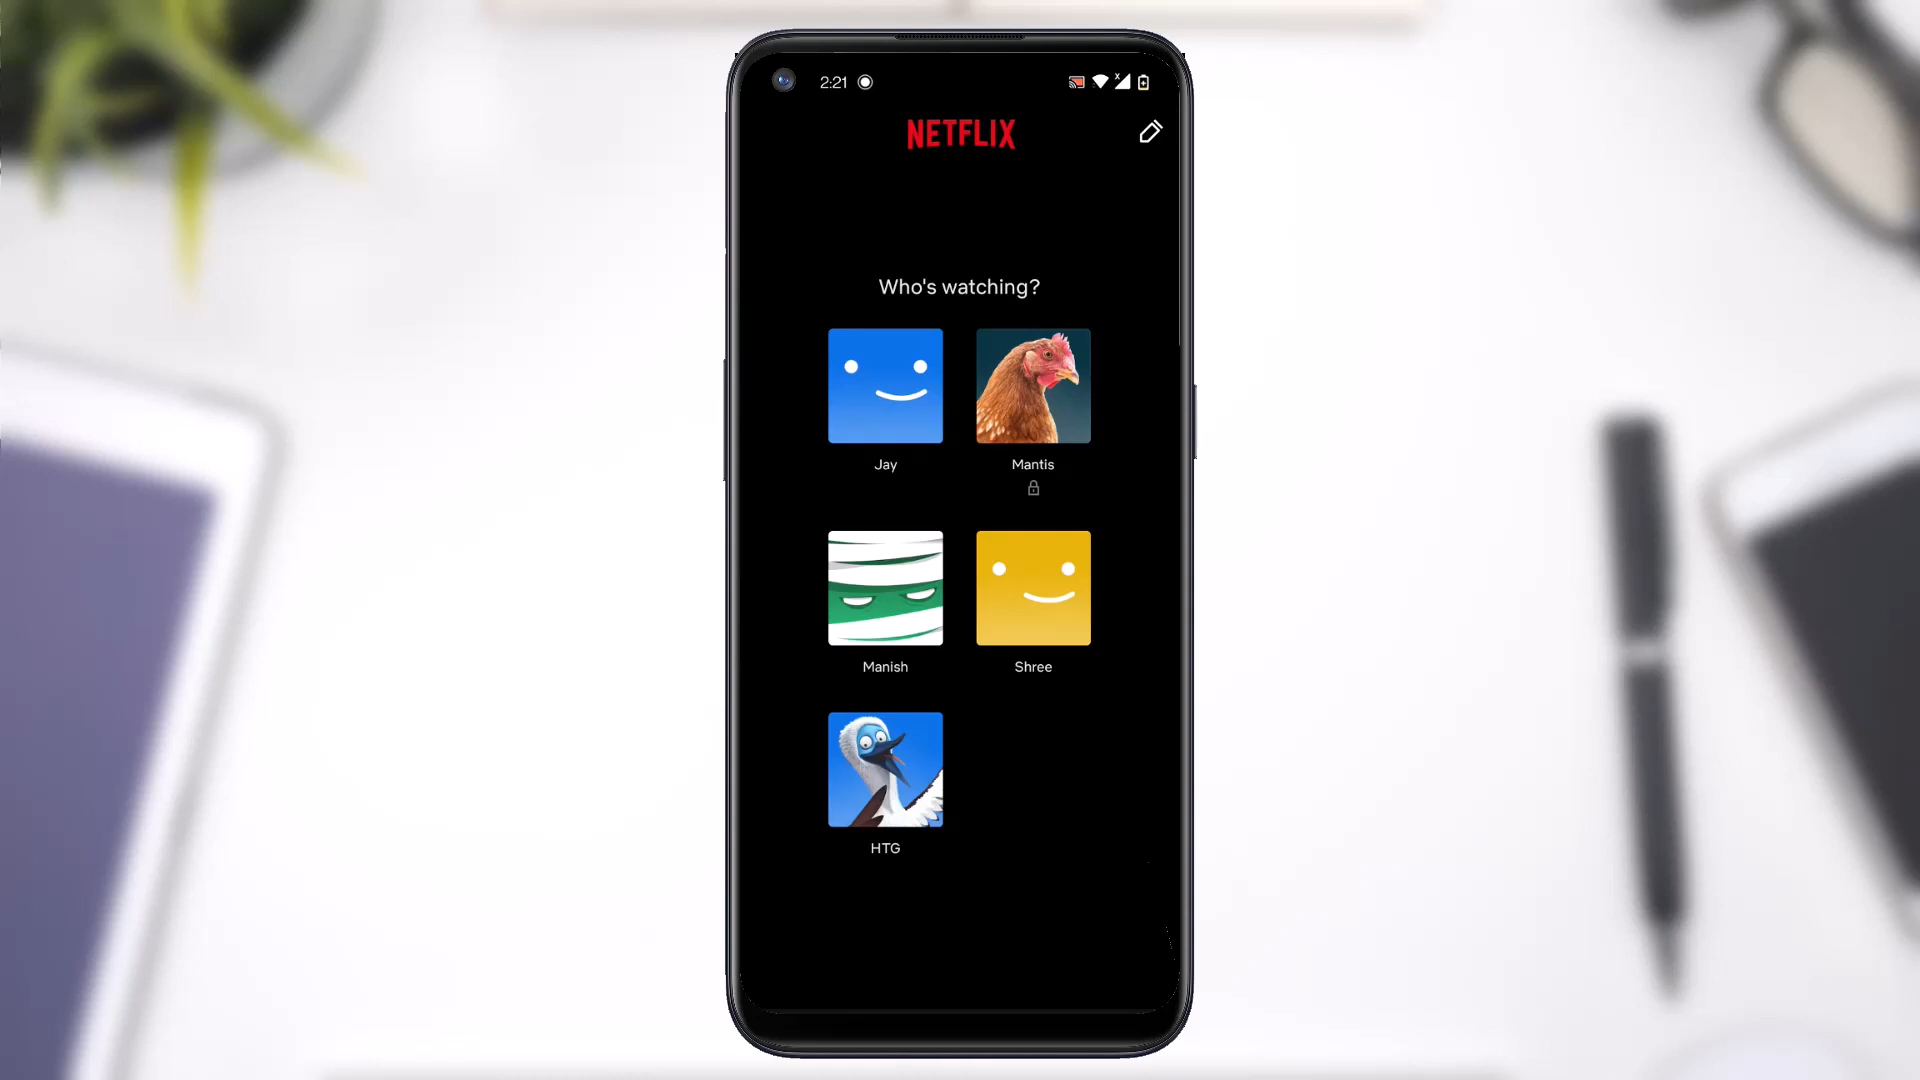 2:21
NETFLIX
Who's watching?
Jay
Mantis
Manish
Shree
HTG